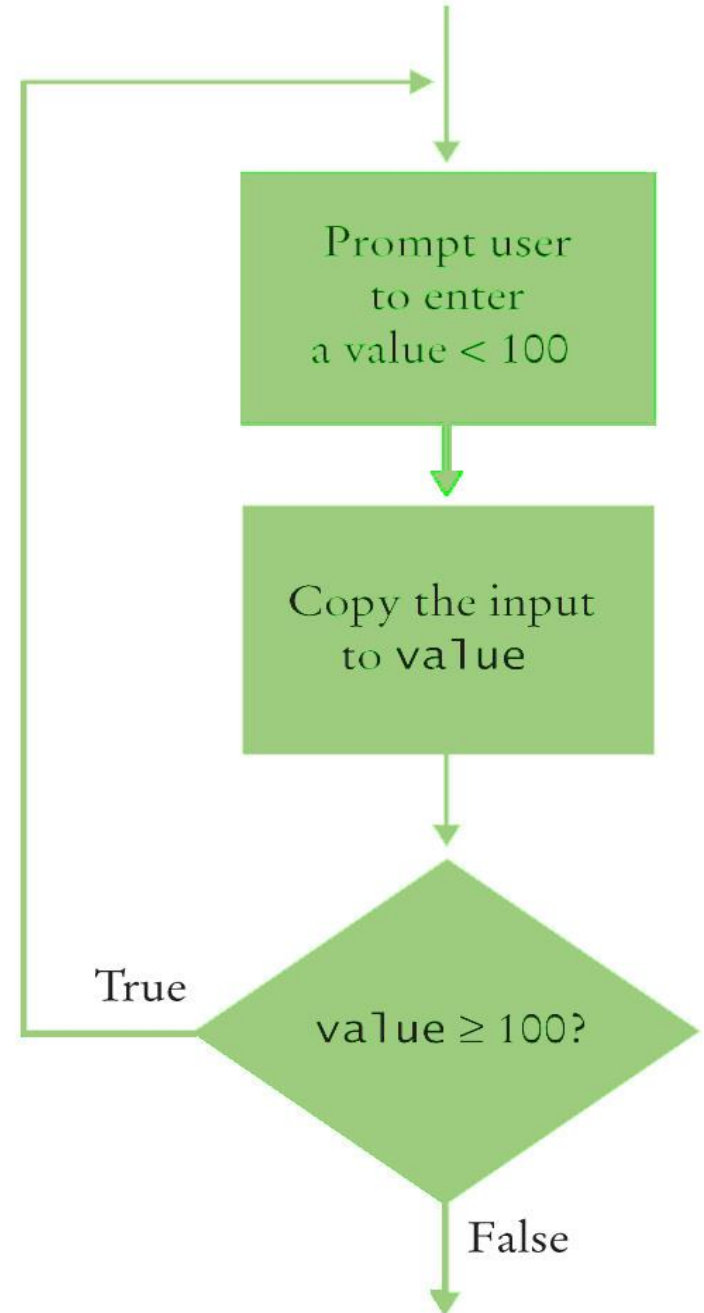 Prompt user
to enter
a value < 100
Copy the input
to value
True
value ≥ 100?
False